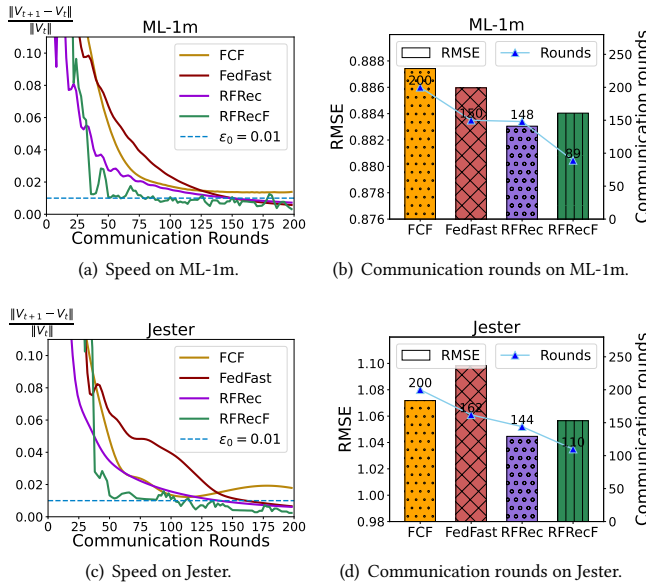 ‖V_{t+1} − V_t‖
‖V_t‖
ML-1m
0.10
0.08
0.06
0.04
0.02
0.00
FCF
FedFast
RFRec
RFRecF
ε₀ = 0.01
0 25 50 75 100 125 150 175 200
Communication Rounds
(a) Speed on ML-1m.
ML-1m
RMSE
Rounds
0.888
0.886
0.884
0.882
0.880
0.878
0.876
RMSE
200
150
148
89
250
200
150
100
50
0
Communication rounds
FCF FedFast RFRec RFRecF
(b) Communication rounds on ML-1m.
‖V_{t+1} − V_t‖
‖V_t‖
Jester
0.10
0.08
0.06
0.04
0.02
0.00
FCF
FedFast
RFRec
RFRecF
ε₀ = 0.01
0 25 50 75 100 125 150 175 200
Communication Rounds
(c) Speed on Jester.
Jester
RMSE
Rounds
1.10
1.08
1.06
1.04
1.02
1.00
0.98
RMSE
200
162
144
110
250
200
150
100
50
0
Communication rounds
FCF FedFast RFRec RFRecF
(d) Communication rounds on Jester.